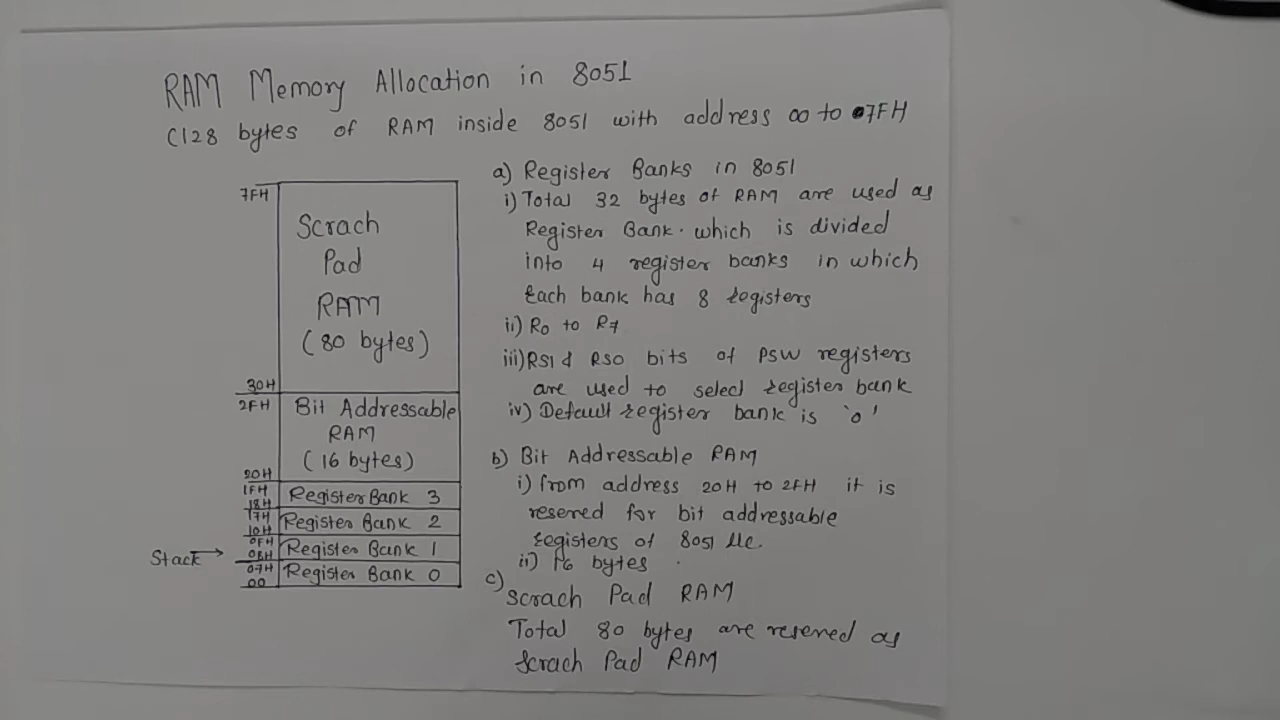 RAM Memory Allocation in 8051
(128 bytes of RAM inside 8051 with address 00 to 07FH
7FH
Scrach
Pad
RAM
(80 bytes)
30H
2FH
Bit Addressable
RAM
(16 bytes)
20H
1FH
18H
Register Bank 3
17H
10H
Register Bank 2
0FH
08H
Register Bank 1
Stack
07H
00
Register Bank 0
a) Register Banks in 8051
i) Total 32 bytes of RAM are used as
Register Bank. which is divided
into 4 register banks in which
Each bank has 8 registers
ii) R0 to R7
iii) RS1 & RS0 bits of PSW registers
are used to select register bank
iv) Default register bank is '0'
b) Bit Addressable RAM
i) from address 20H to 2FH it is
reserved for bit addressable
registers of 8051 Uc.
ii) 16 bytes
c)
Scrach Pad RAM
Total 80 bytes are reserved as
Scrach Pad RAM